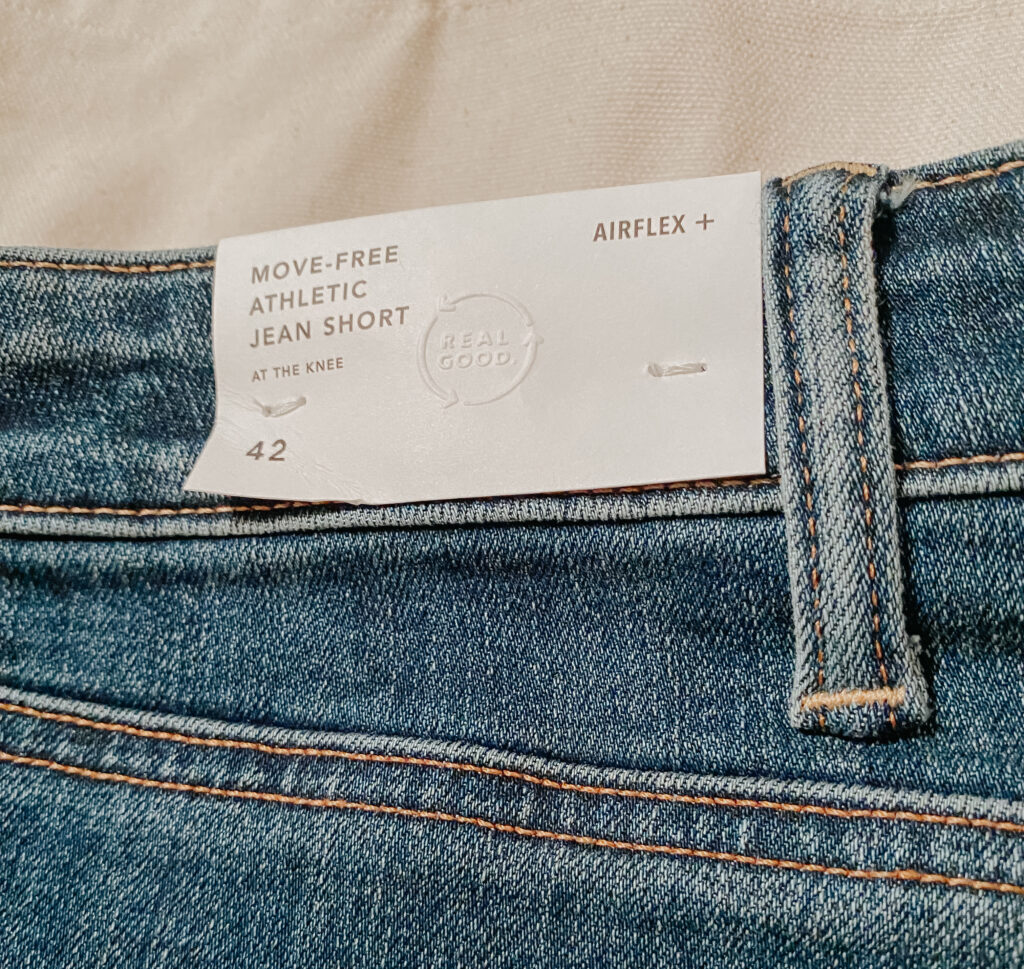 MOVE-FREE
ATHLETIC
JEAN SHORT
AT THE KNEE
42
REAL
GOOD.
AIRFLEX +